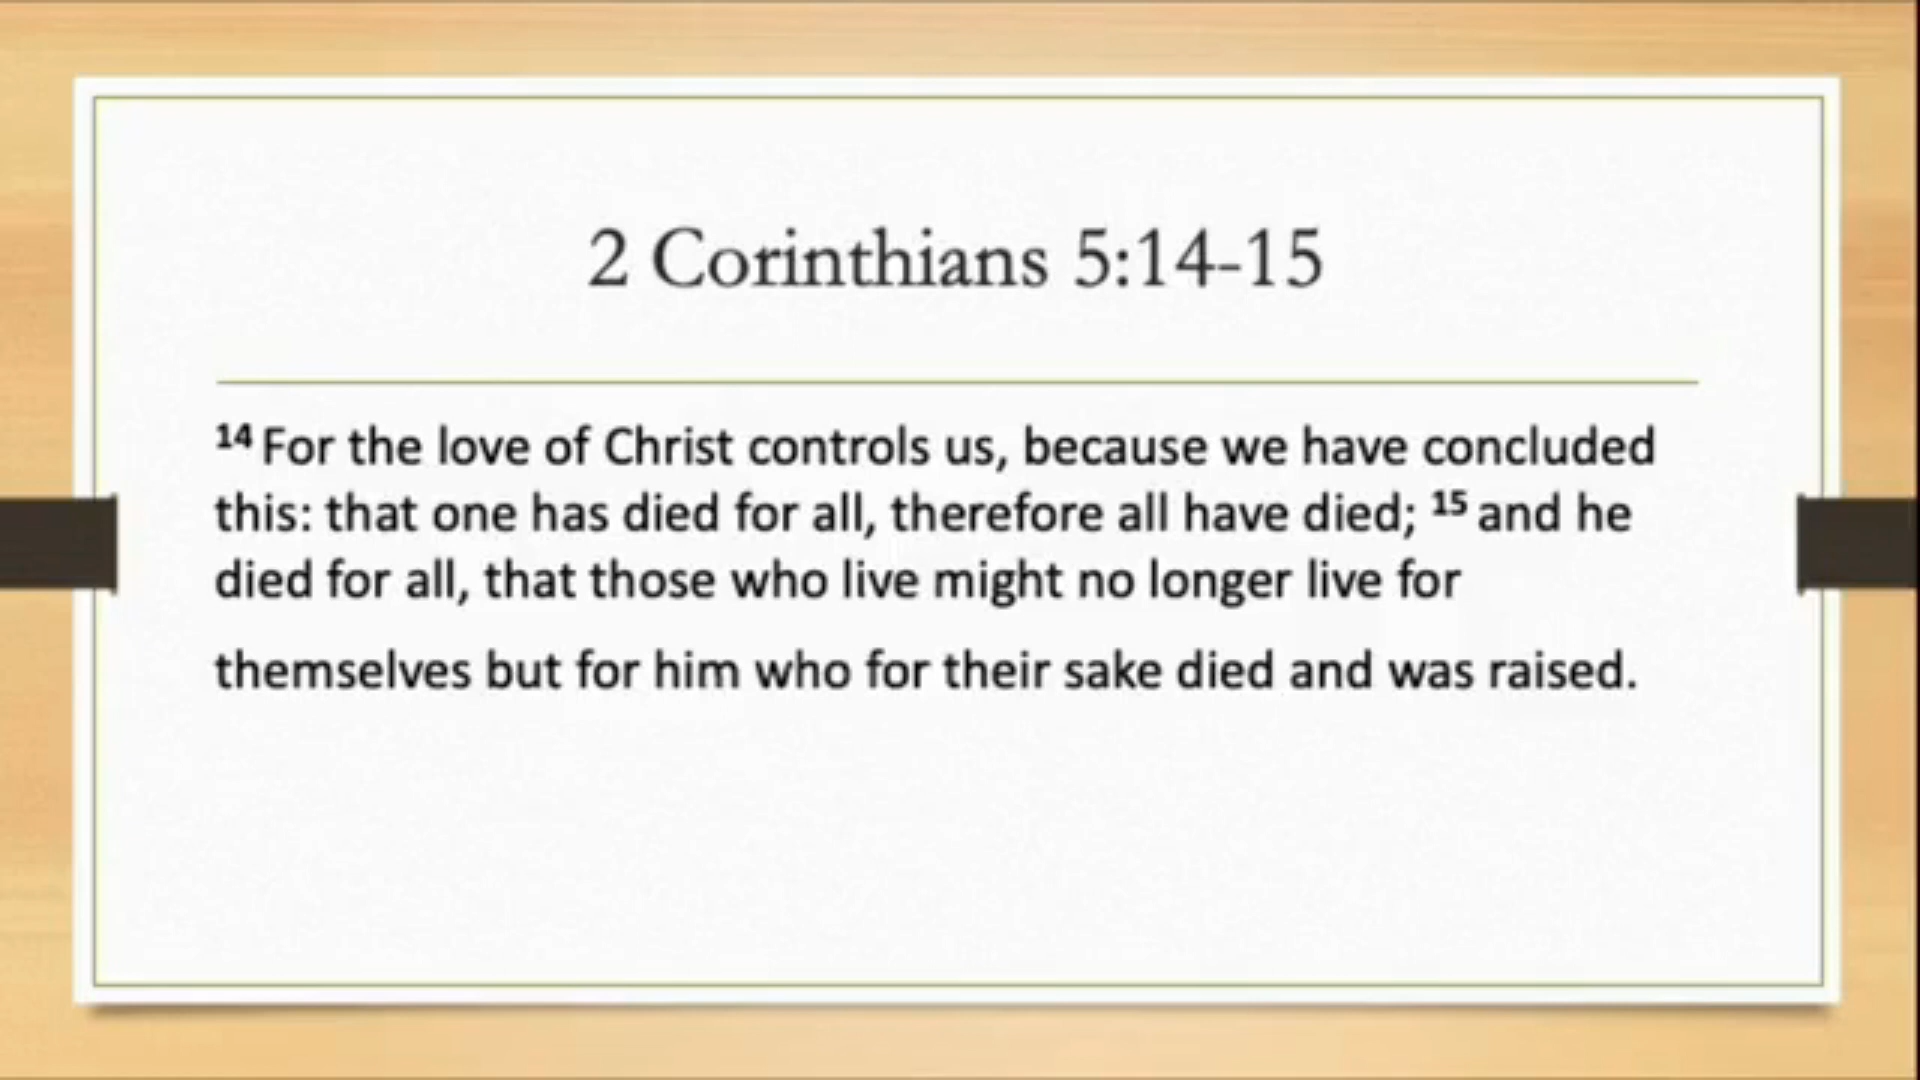 2 Corinthians 5:14-15
14 For the love of Christ controls us, because we have concluded
this: that one has died for all, therefore all have died; 15 and he
died for all, that those who live might no longer live for
themselves but for him who for their sake died and was raised.